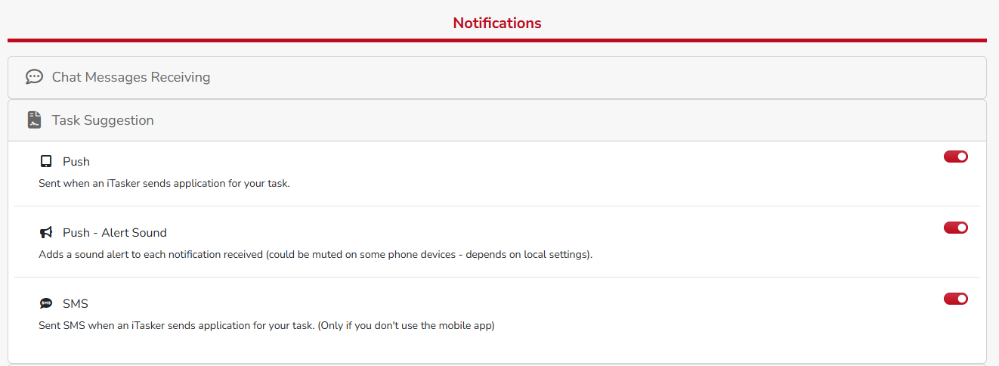 Notifications
Chat Messages Receiving
Task Suggestion
Push
Sent when an iTasker sends application for your task.
Push - Alert Sound
Adds a sound alert to each notification received (could be muted on some phone devices - depends on local settings).
SMS
SMS
Sent SMS when an iTasker sends application for your task. (Only if you don't use the mobile app)